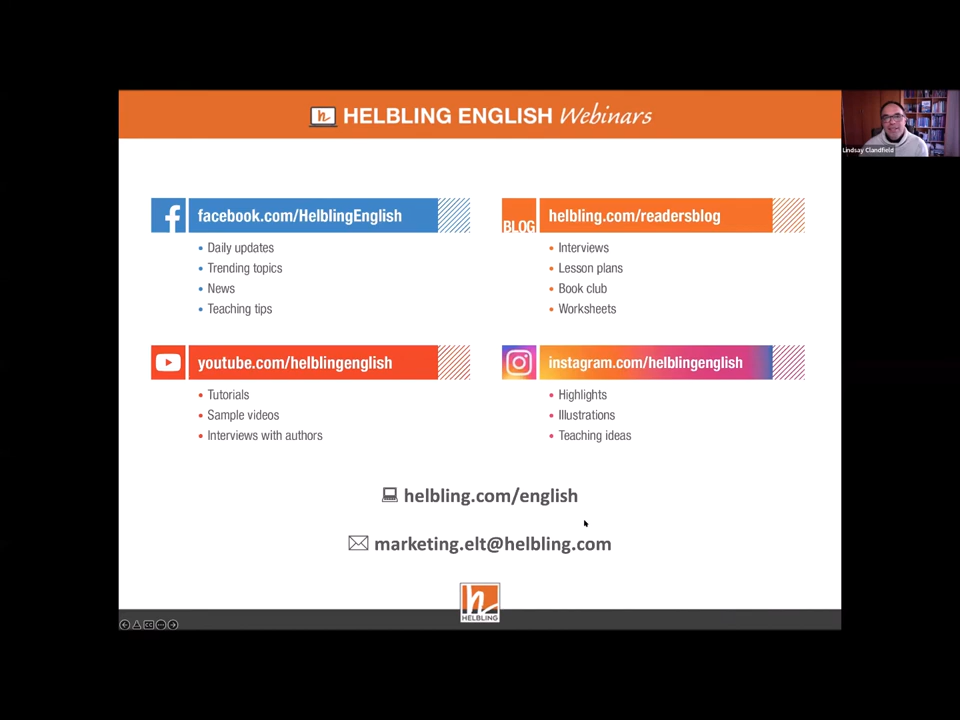 HELBLING ENGLISH Webinars
Lindsay Clandfield
facebook.com/HelblingEnglish
• Daily updates
• Trending topics
• News
• Teaching tips
BLOG
helbling.com/readersblog
• Interviews
• Lesson plans
• Book club
• Worksheets
youtube.com/helblingenglish
• Tutorials
• Sample videos
• Interviews with authors
instagram.com/helblingenglish
• Highlights
• Illustrations
• Teaching ideas
helbling.com/english
marketing.elt@helbling.com
HELBLING